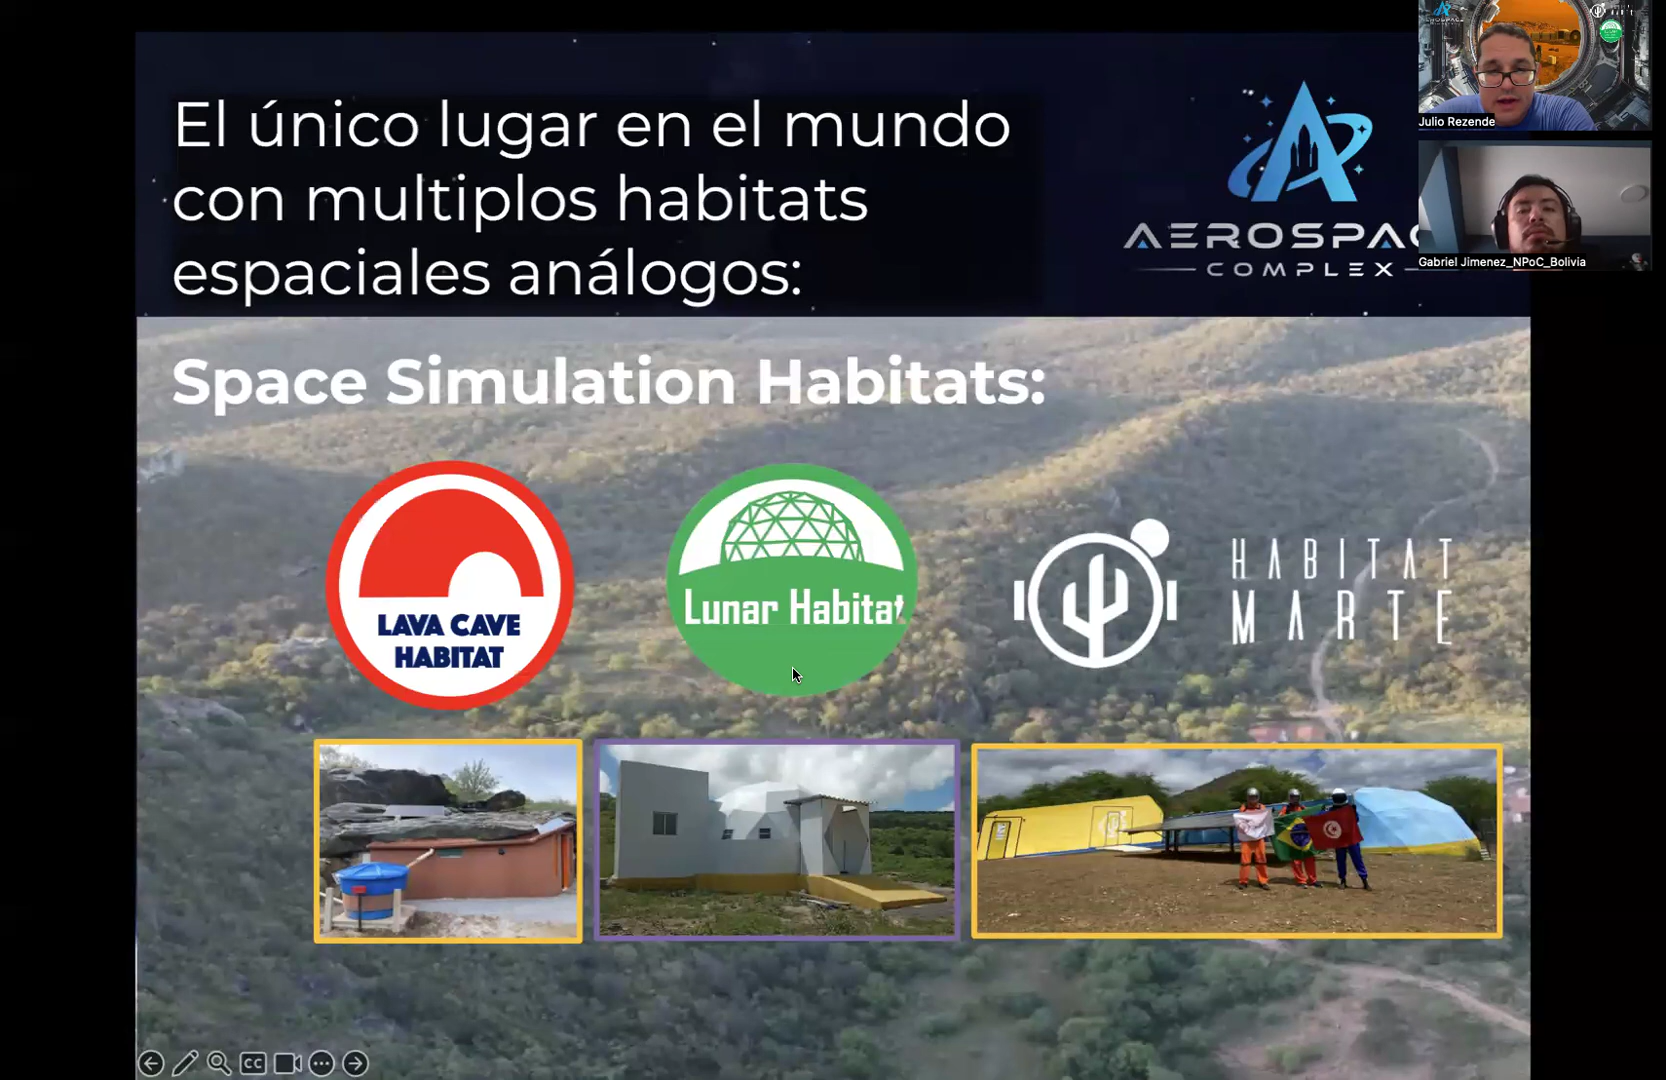 El único lugar en el mundo
con multiplos habitats
espaciales análogos:
AEROSPAC
COMPLEX
Julio Rezende
Gabriel Jimenez_NPoC_Bolivia
Space Simulation Habitats:
LAVA CAVE
HABITAT
Lunar Habitat
HABITAT
MARTE
CC